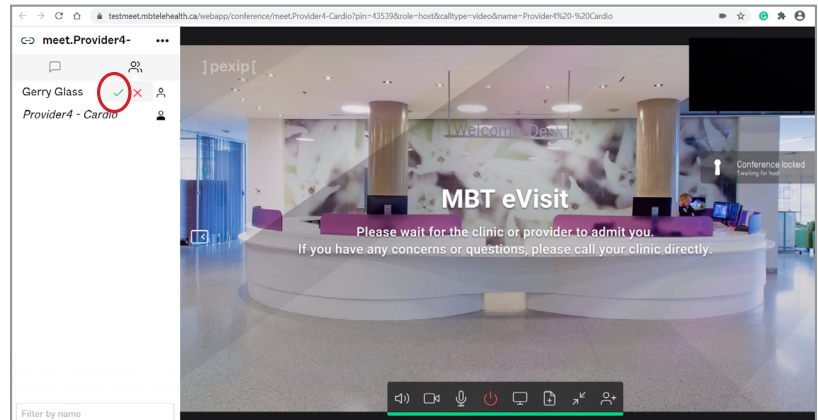 testmeet.mbtelehealth.ca/webapp/conference/meet.Provider4-Cardio?pin=43539&role=host&calltype=video&name=Provider4%20-%20Cardio
meet.Provider4-
Gerry Glass
Provider4 - Cardio
Filter by name
]pexip[
Welcome Desk
Conference locked
1 waiting for host
MBT eVisit
Please wait for the clinic or provider to admit you.
If you have any concerns or questions, please call your clinic directly.